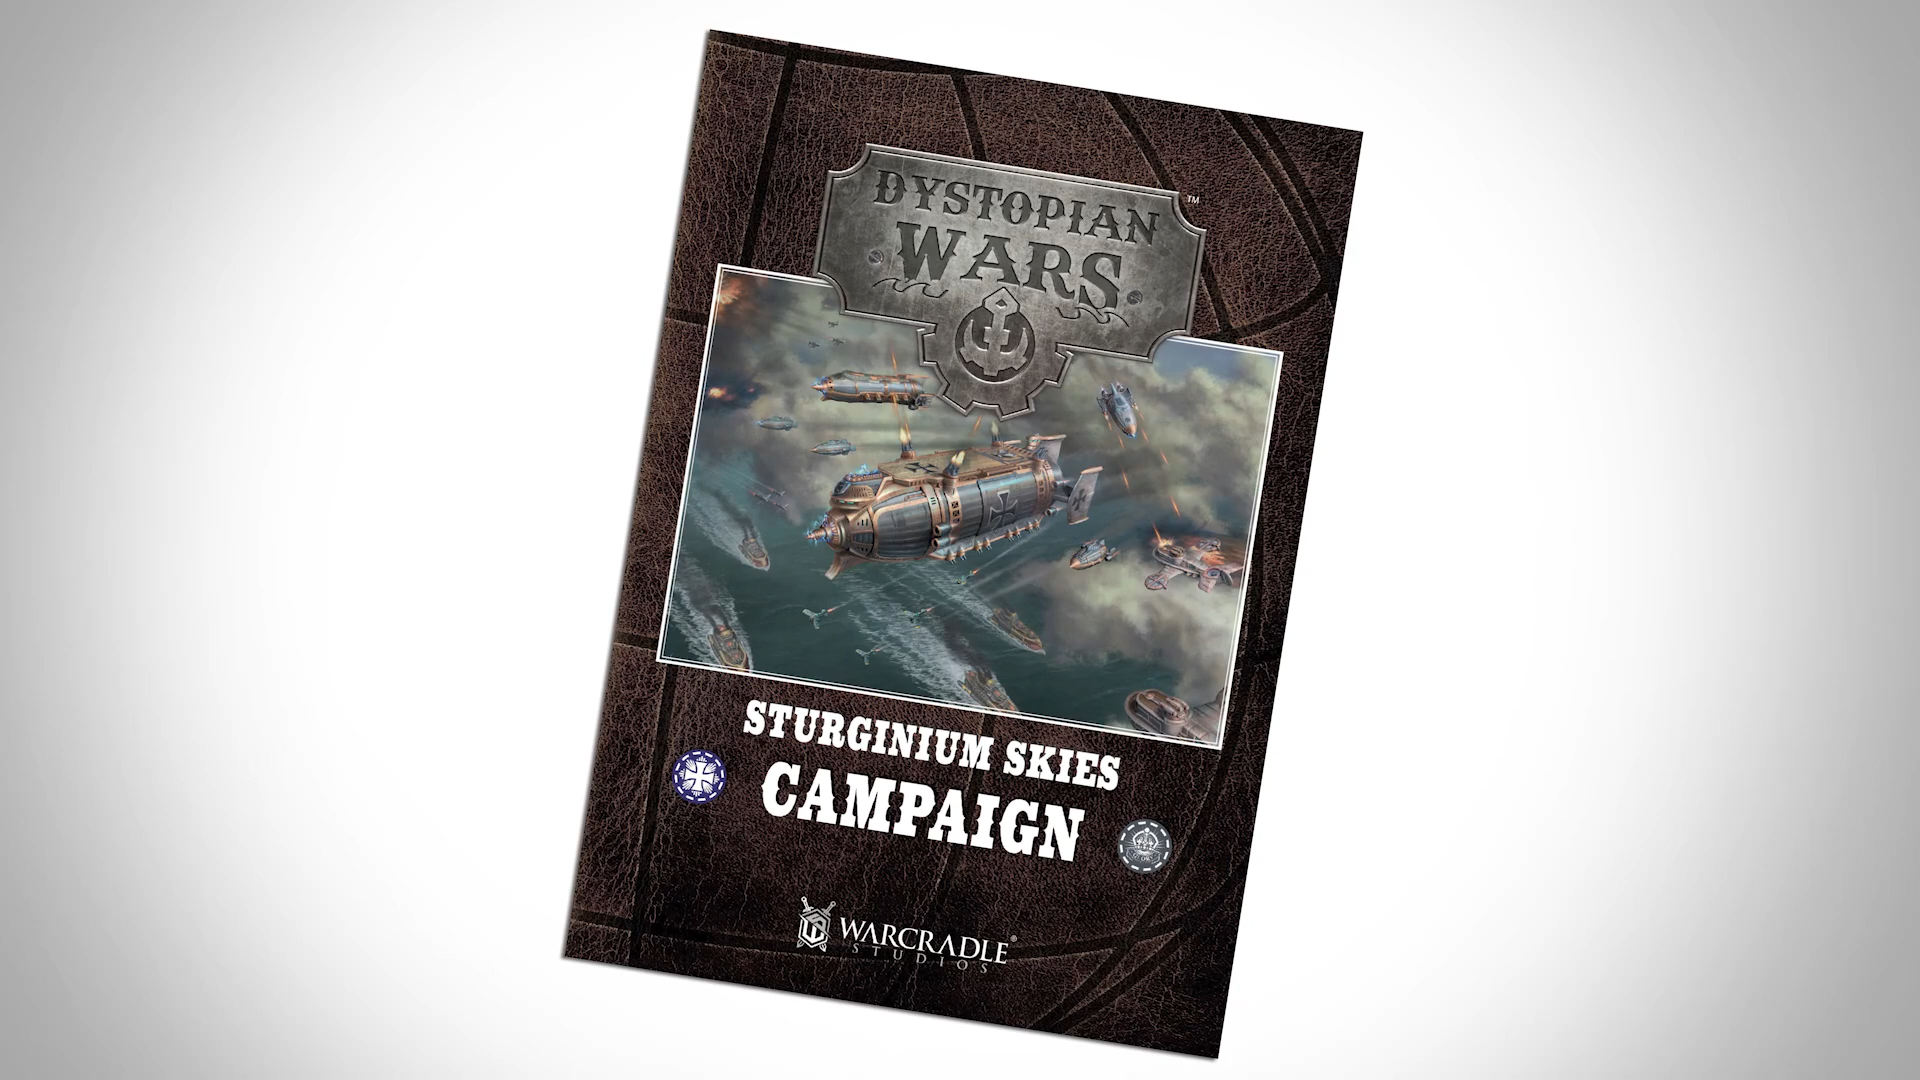 DYSTOPIAN
WARS
™
STURGINIUM SKIES
CAMPAIGN
WARCRADLE®
STUDIOS